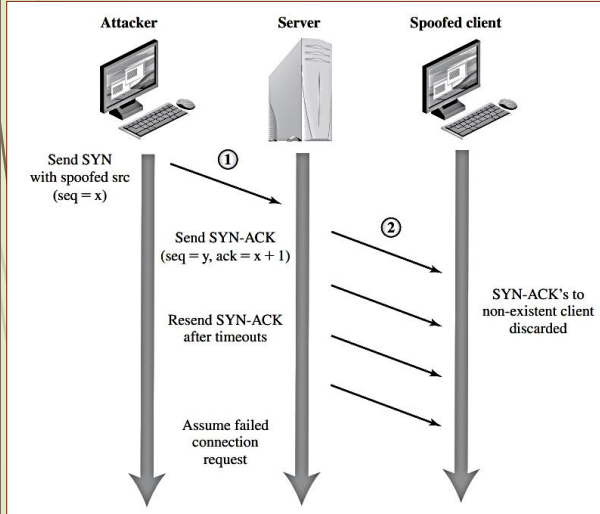 Attacker
Server
Spoofed client
Send SYN
with spoofed src
(seq = x)
1
Send SYN-ACK
(seq = y, ack = x + 1)
2
SYN-ACK's to
non-existent client
discarded
Resend SYN-ACK
after timeouts
Assume failed
connection
request